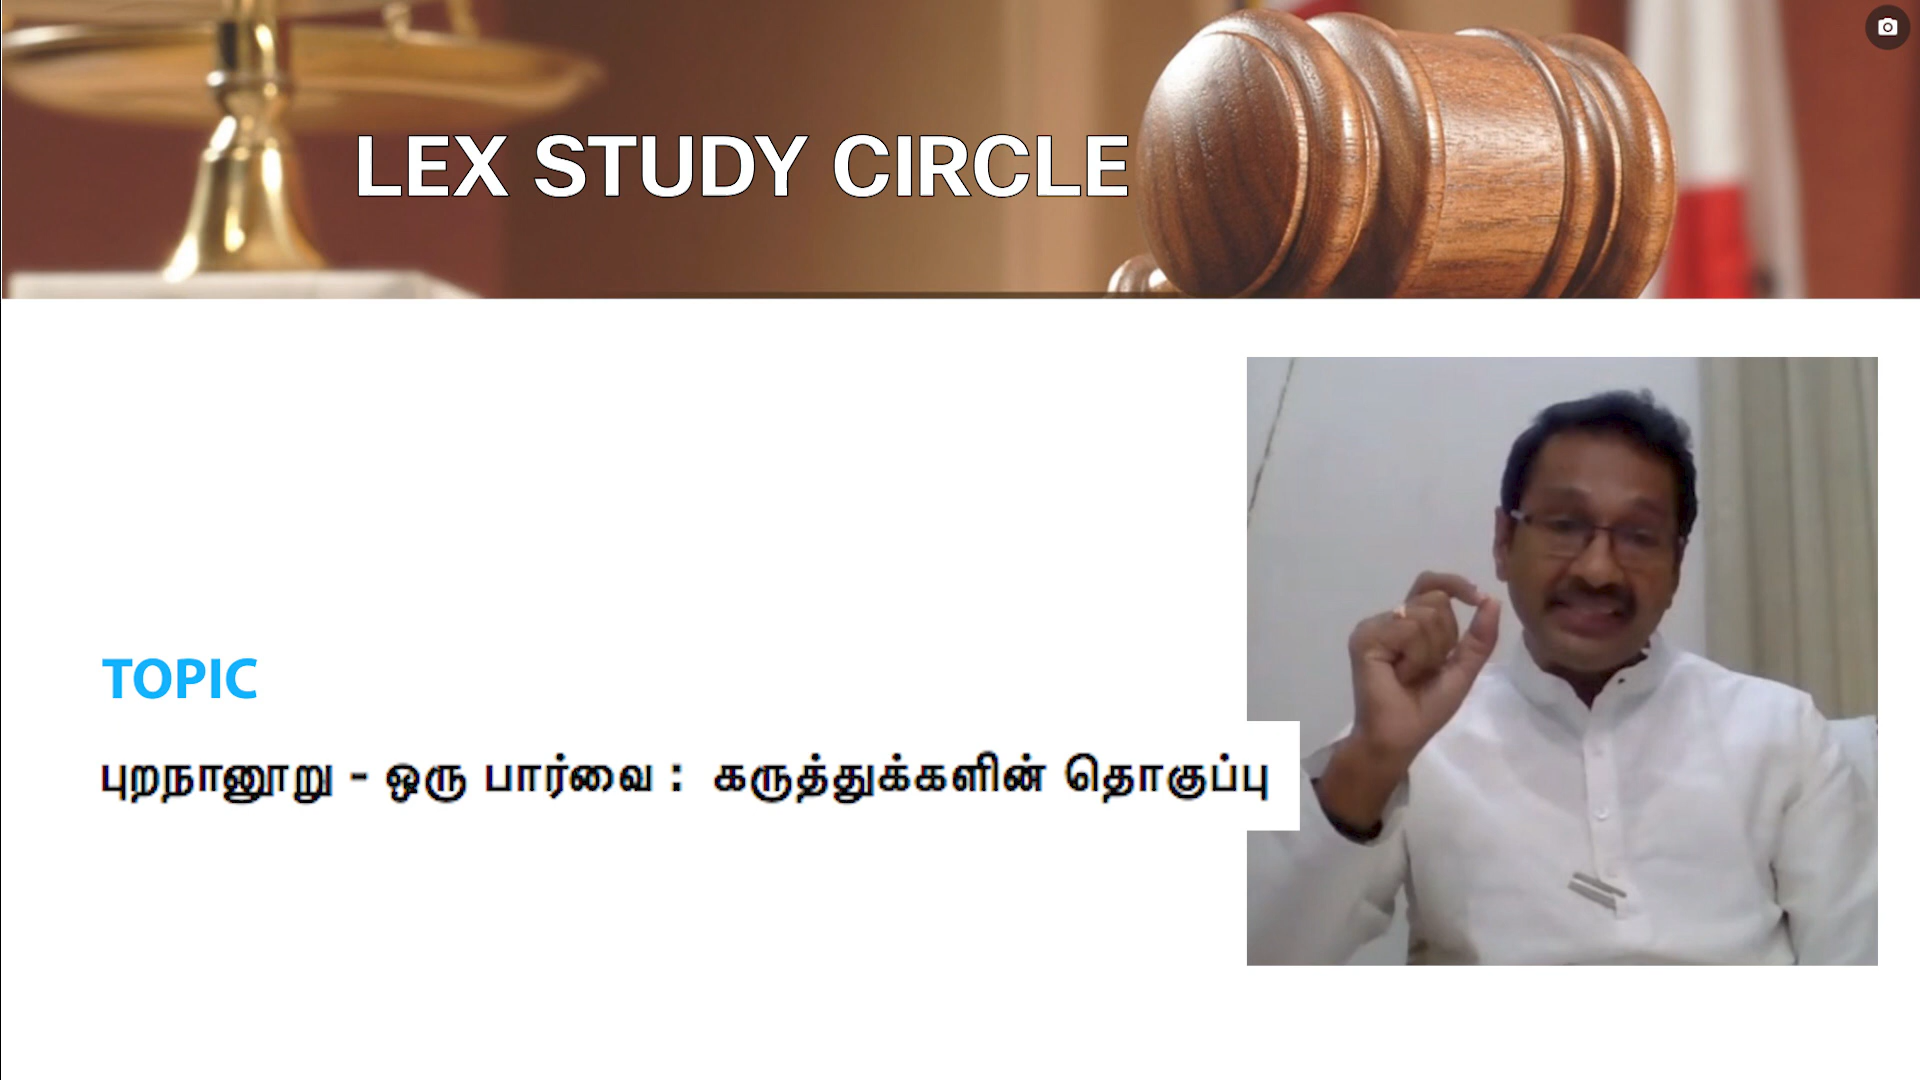 LEX STUDY CIRCLE
TOPIC
புறநானூறு - ஒரு பார்வை : கருத்துக்களின் தொகுப்பு